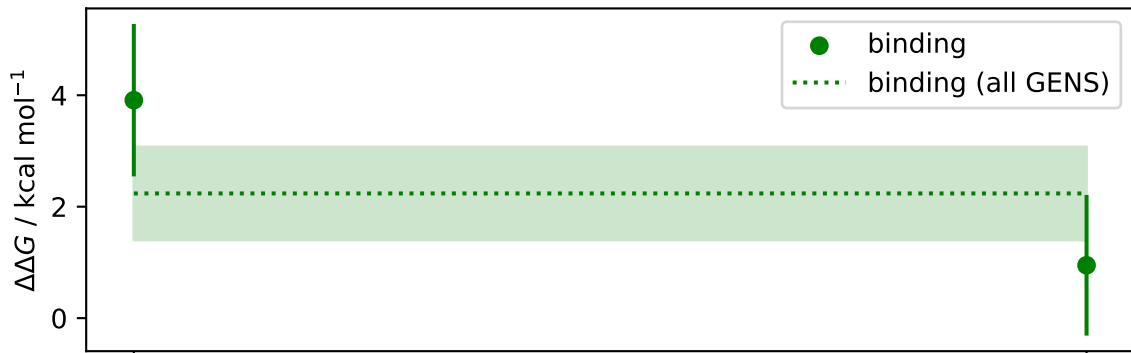 binding
binding (all GENS)
4
2
0
ΔΔG / kcal mol⁻¹